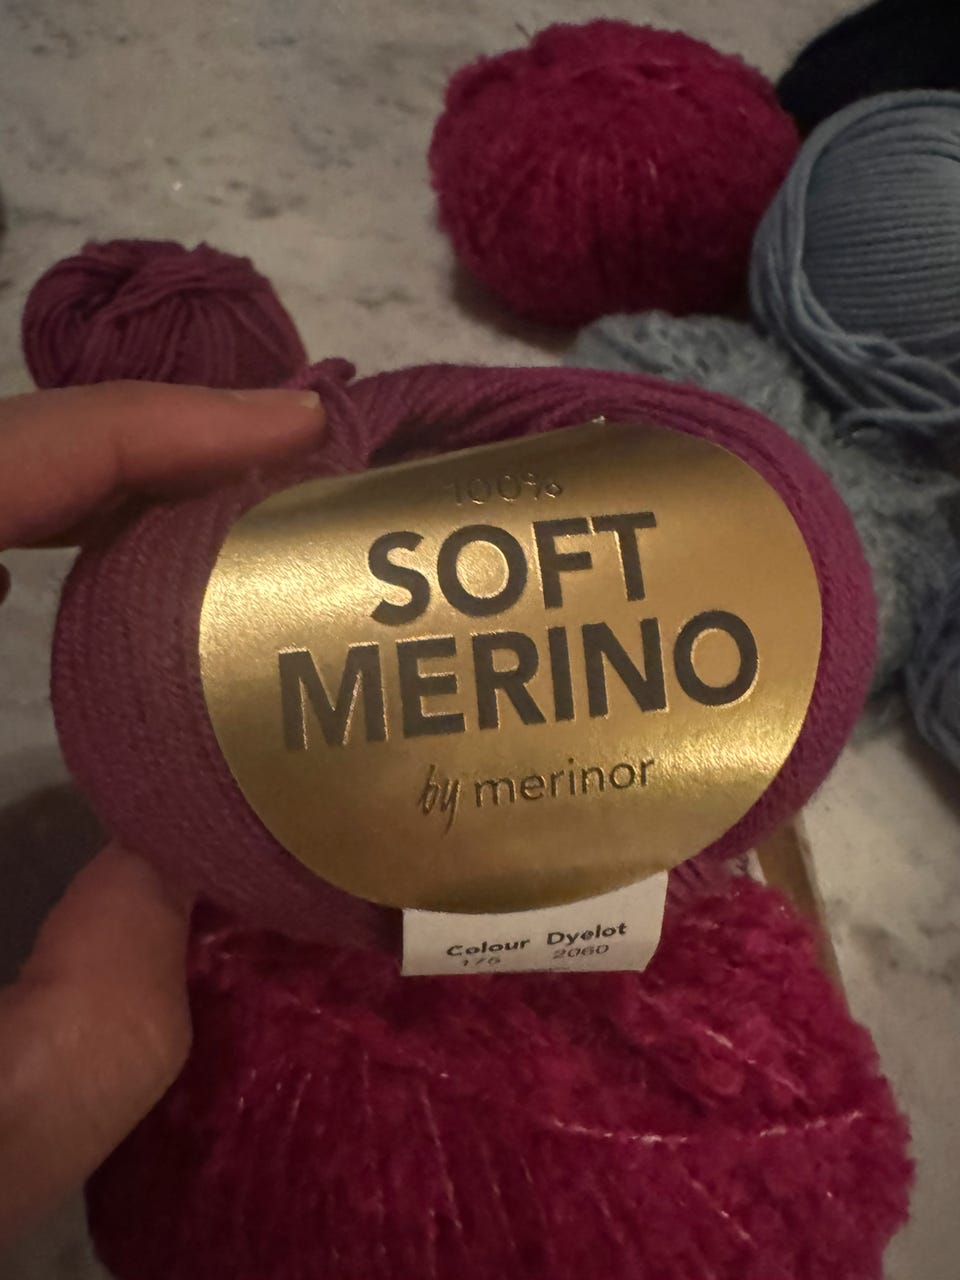 100%
SOFT
MERINO
by merinor
Colour Dyelot
175 2060